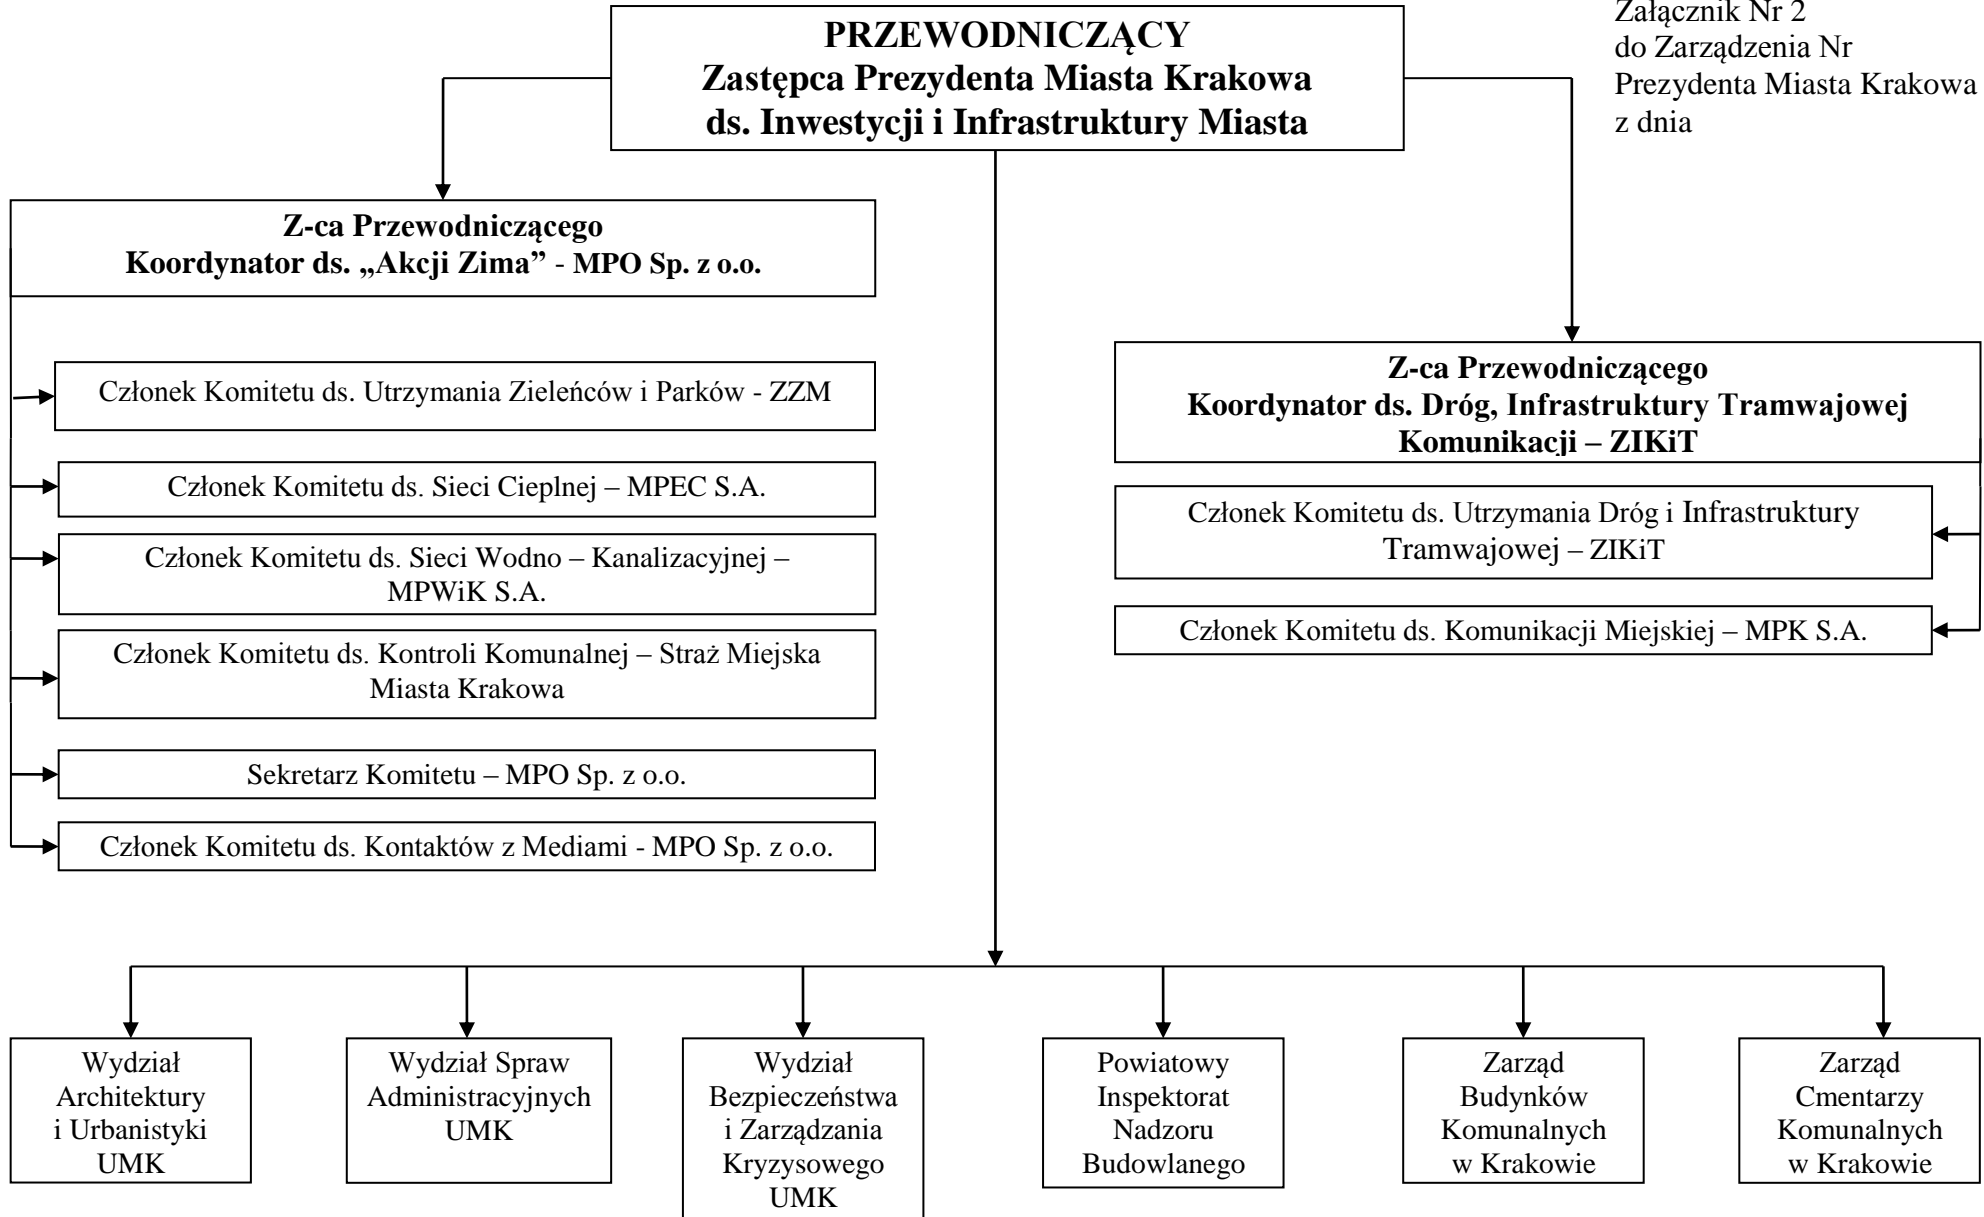 Załącznik Nr 2
do Zarządzenia Nr
Prezydenta Miasta Krakowa
z dnia
PRZEWODNICZĄCY
Zastępca Prezydenta Miasta Krakowa
ds. Inwestycji i Infrastruktury Miasta
Z-ca Przewodniczącego
Koordynator ds. „Akcji Zima” - MPO Sp. z o.o.
Członek Komitetu ds. Utrzymania Zieleńców i Parków - ZZM
Członek Komitetu ds. Sieci Cieplnej – MPEC S.A.
Członek Komitetu ds. Sieci Wodno – Kanalizacyjnej –
MPWiK S.A.
Członek Komitetu ds. Kontroli Komunalnej – Straż Miejska
Miasta Krakowa
Sekretarz Komitetu – MPO Sp. z o.o.
Członek Komitetu ds. Kontaktów z Mediami - MPO Sp. z o.o.
Z-ca Przewodniczącego
Koordynator ds. Dróg, Infrastruktury Tramwajowej
Komunikacji – ZIKiT
Członek Komitetu ds. Utrzymania Dróg i Infrastruktury
Tramwajowej – ZIKiT
Członek Komitetu ds. Komunikacji Miejskiej – MPK S.A.
Wydział
Architektury
i Urbanistyki
UMK
Wydział Spraw
Administracyjnych
UMK
Wydział
Bezpieczeństwa
i Zarządzania
Kryzysowego
UMK
Powiatowy
Inspektorat
Nadzoru
Budowlanego
Zarząd
Budynków
Komunalnych
w Krakowie
Zarząd
Cmentarzy
Komunalnych
w Krakowie